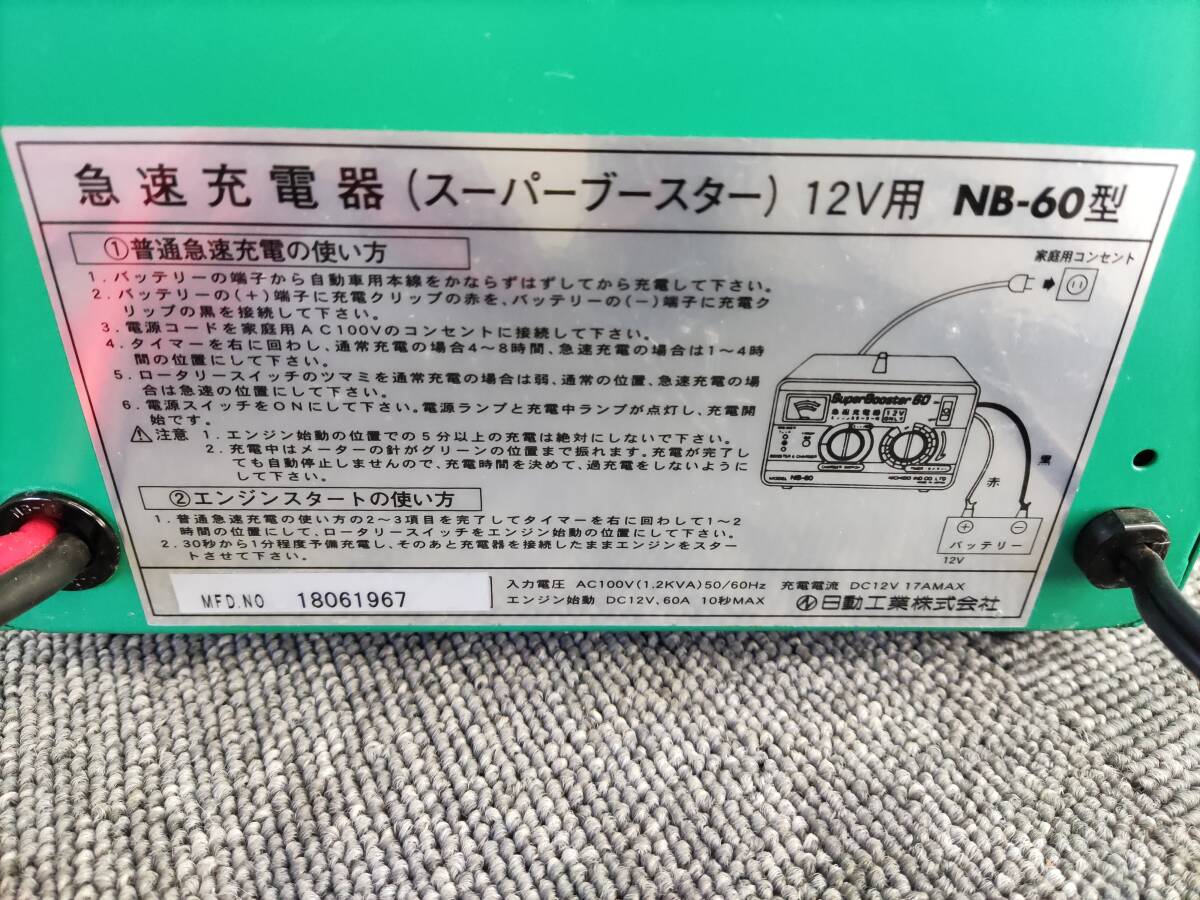 急速充電器(スーパーブースター) 12V用 NB-60型
①普通急速充電の使い方
1.バッテリーの端子から自動車用本線をかならずはずしてから充電して下さい。
2.バッテリーの(+)端子に充電クリップの赤を、バッテリーの(−)端子に充電ク
リップの黒を接続して下さい。
3.電源コードを家庭用AC100Vのコンセントに接続して下さい。
4.タイマーを右に回わし、通常充電の場合4〜8時間、急速充電の場合は1〜4時
間の位置にして下さい。
5.ロータリースイッチのツマミを通常充電の場合は弱、通常の位置、急速充電の場
合は急速の位置にして下さい。
6.電源スイッチをONにして下さい。電源ランプと充電中ランプが点灯し、充電開
始です。
注意 1.エンジン始動の位置での5分以上の充電は絶対にしないで下さい。
2.充電中はメーターの針がグリーンの位置まで振れます。充電が完了し
ても自動停止しませんので、充電時間を決めて、過充電をしないように
して下さい。
②エンジンスタートの使い方
1.普通急速充電の使い方の2〜3項目を完了してタイマーを右に回わして1〜2
時間の位置にして、ロータリースイッチをエンジン始動の位置にして下さい。
2.30秒から1分程度予備充電し、そのあと充電器を接続したままエンジンをスター
トさせて下さい。
家庭用コンセント
SuperBooster 60
急速充電器 12V
ONLY
MODEL NB-60
NICHIDO IND.CO.LTD
黒
赤
+ −
バッテリー
12V
MFD.NO 18061967
入力電圧 AC100V(1.2KVA)50/60Hz 充電電流 DC12V 17AMAX
エンジン始動 DC12V、60A 10秒MAX 日動工業株式会社